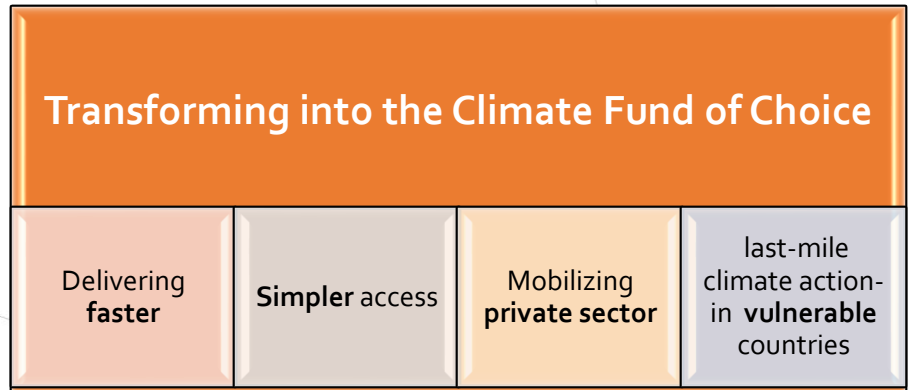 Transforming into the Climate Fund of Choice
Delivering
faster
Simpler access
Mobilizing
private sector
last-mile
climate action-
in vulnerable
countries